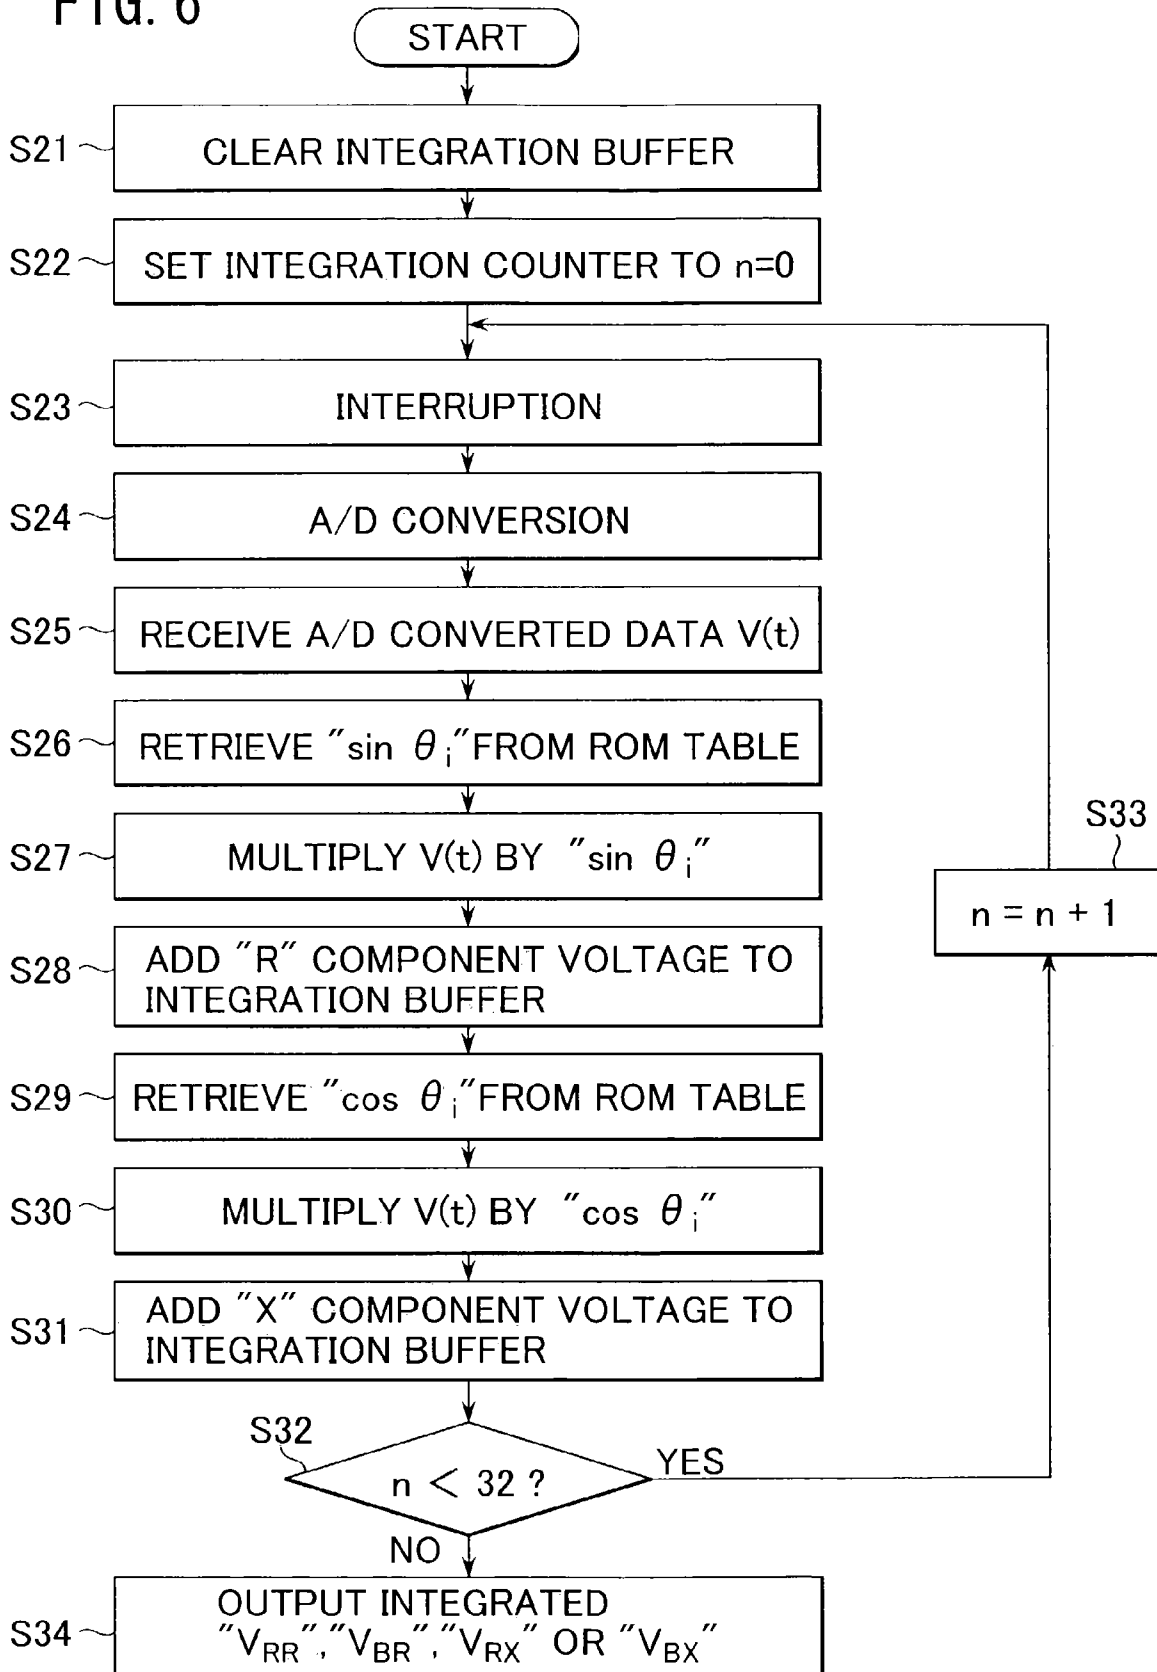 FIG. 6
START
S21
CLEAR INTEGRATION BUFFER
S22
SET INTEGRATION COUNTER TO n=0
S23
INTERRUPTION
S24
A/D CONVERSION
S25
RECEIVE A/D CONVERTED DATA V(t)
S26
RETRIEVE "sin θi" FROM ROM TABLE
S27
MULTIPLY V(t) BY "sin θi"
S28
ADD "R" COMPONENT VOLTAGE TO
INTEGRATION BUFFER
S29
RETRIEVE "cos θi" FROM ROM TABLE
S30
MULTIPLY V(t) BY "cos θi"
S31
ADD "X" COMPONENT VOLTAGE TO
INTEGRATION BUFFER
S32
n < 32 ?
YES
S33
n = n + 1
NO
S34
OUTPUT INTEGRATED
"VRR", "VBR", "VRX" OR "VBX"